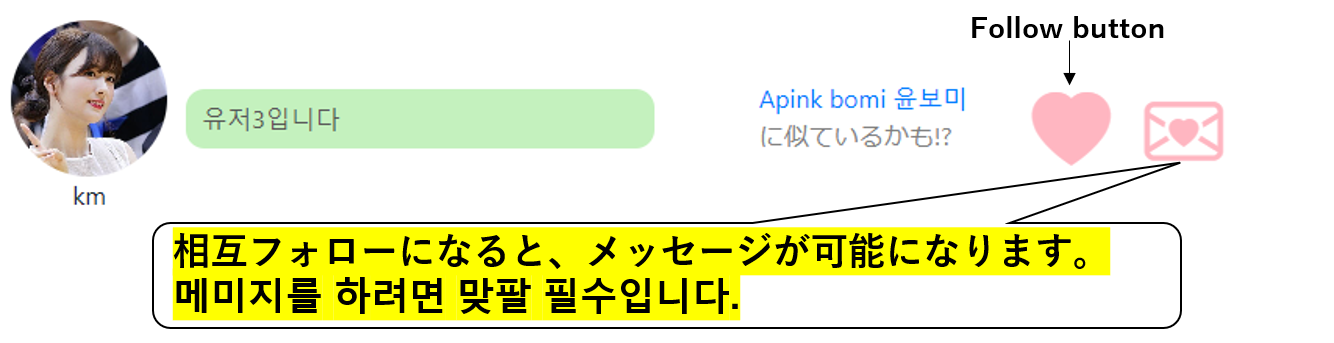 Follow button
유저3입니다
Apink bomi 윤보미
に似ているかも!?
km
相互フォローになると、メッセージが可能になります。
메미지를 하려면 맞팔 필수입니다.